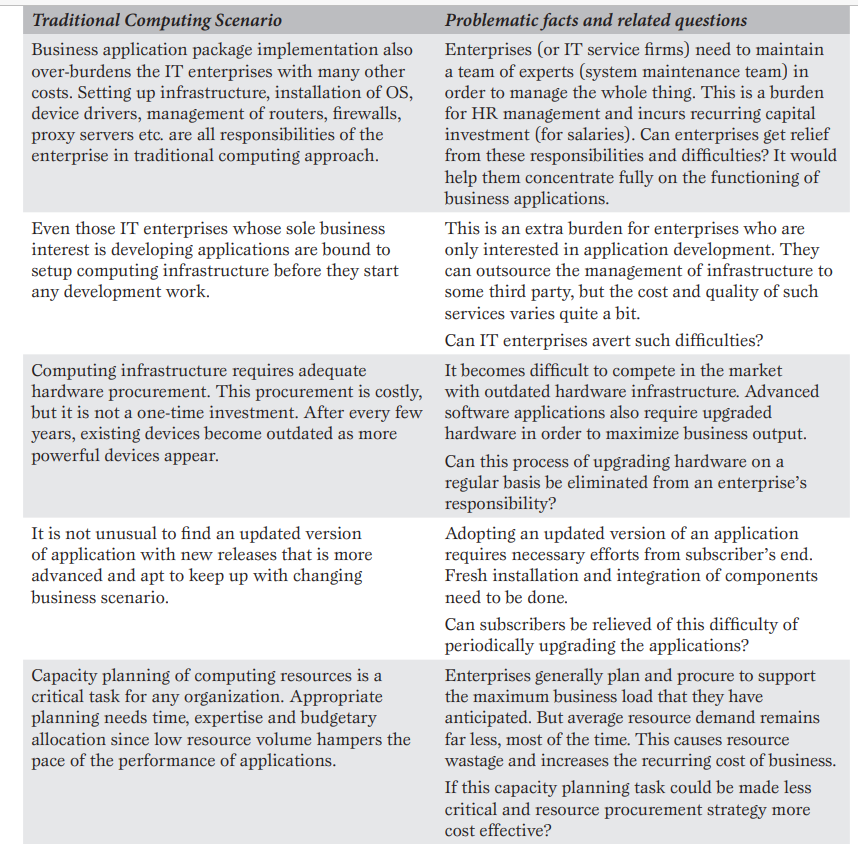 Traditional Computing Scenario
Problematic facts and related questions
Business application package implementation also
over-burdens the IT enterprises with many other
costs. Setting up infrastructure, installation of OS,
device drivers, management of routers, firewalls,
proxy servers etc. are all responsibilities of the
enterprise in traditional computing approach.
Enterprises (or IT service firms) need to maintain
a team of experts (system maintenance team) in
order to manage the whole thing. This is a burden
for HR management and incurs recurring capital
investment (for salaries). Can enterprises get relief
from these responsibilities and difficulties? It would
help them concentrate fully on the functioning of
business applications.
Even those IT enterprises whose sole business
interest is developing applications are bound to
setup computing infrastructure before they start
any development work.
This is an extra burden for enterprises who are
only interested in application development. They
can outsource the management of infrastructure to
some third party, but the cost and quality of such
services varies quite a bit.
Can IT enterprises avert such difficulties?
Computing infrastructure requires adequate
hardware procurement. This procurement is costly,
but it is not a one-time investment. After every few
years, existing devices become outdated as more
powerful devices appear.
It becomes difficult to compete in the market
with outdated hardware infrastructure. Advanced
software applications also require upgraded
hardware in order to maximize business output.
Can this process of upgrading hardware on a
regular basis be eliminated from an enterprise's
responsibility?
It is not unusual to find an updated version
of application with new releases that is more
advanced and apt to keep up with changing
business scenario.
Adopting an updated version of an application
requires necessary efforts from subscriber's end.
Fresh installation and integration of components
need to be done.
Can subscribers be relieved of this difficulty of
periodically upgrading the applications?
Capacity planning of computing resources is a
critical task for any organization. Appropriate
planning needs time, expertise and budgetary
allocation since low resource volume hampers the
pace of the performance of applications.
Enterprises generally plan and procure to support
the maximum business load that they have
anticipated. But average resource demand remains
far less, most of the time. This causes resource
wastage and increases the recurring cost of business.
If this capacity planning task could be made less
critical and resource procurement strategy more
cost effective?